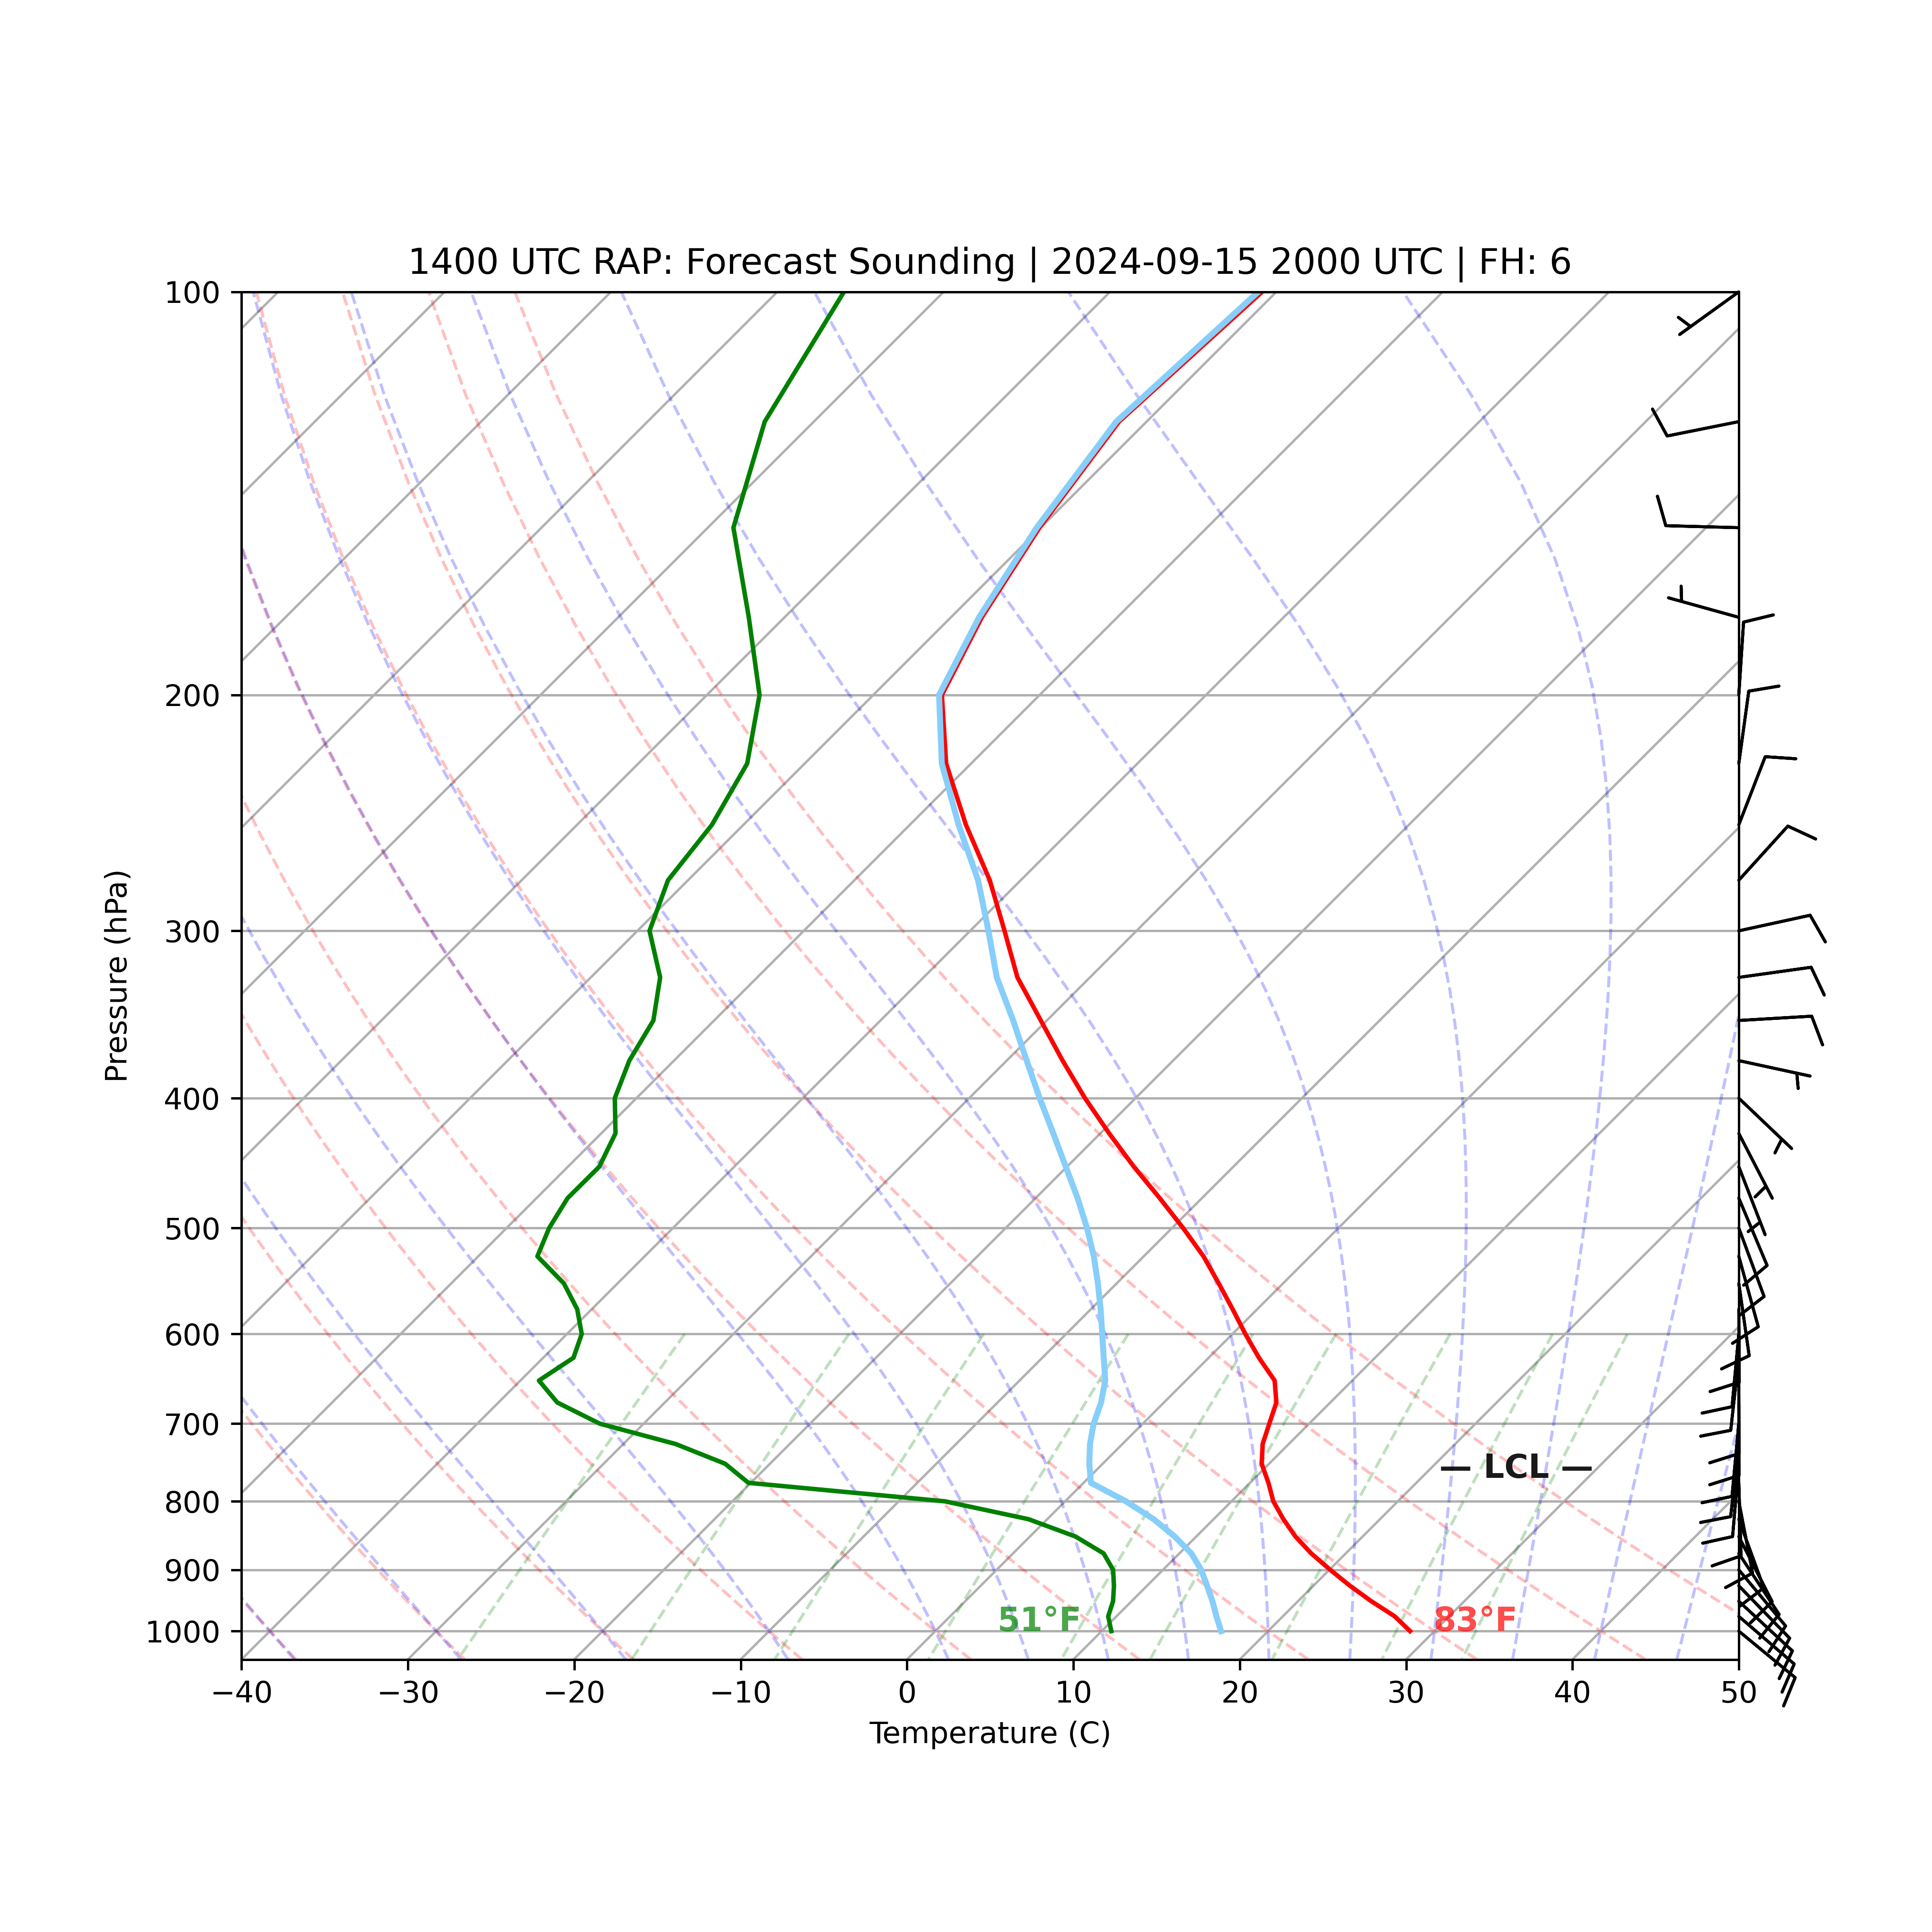 1400 UTC RAP: Forecast Sounding | 2024-09-15 2000 UTC | FH: 6
100
200
300
400
500
600
700
800
900
1000
Pressure (hPa)
— LCL —
51°F
83°F
−40 −30 −20 −10 0 10 20 30 40 50
Temperature (C)